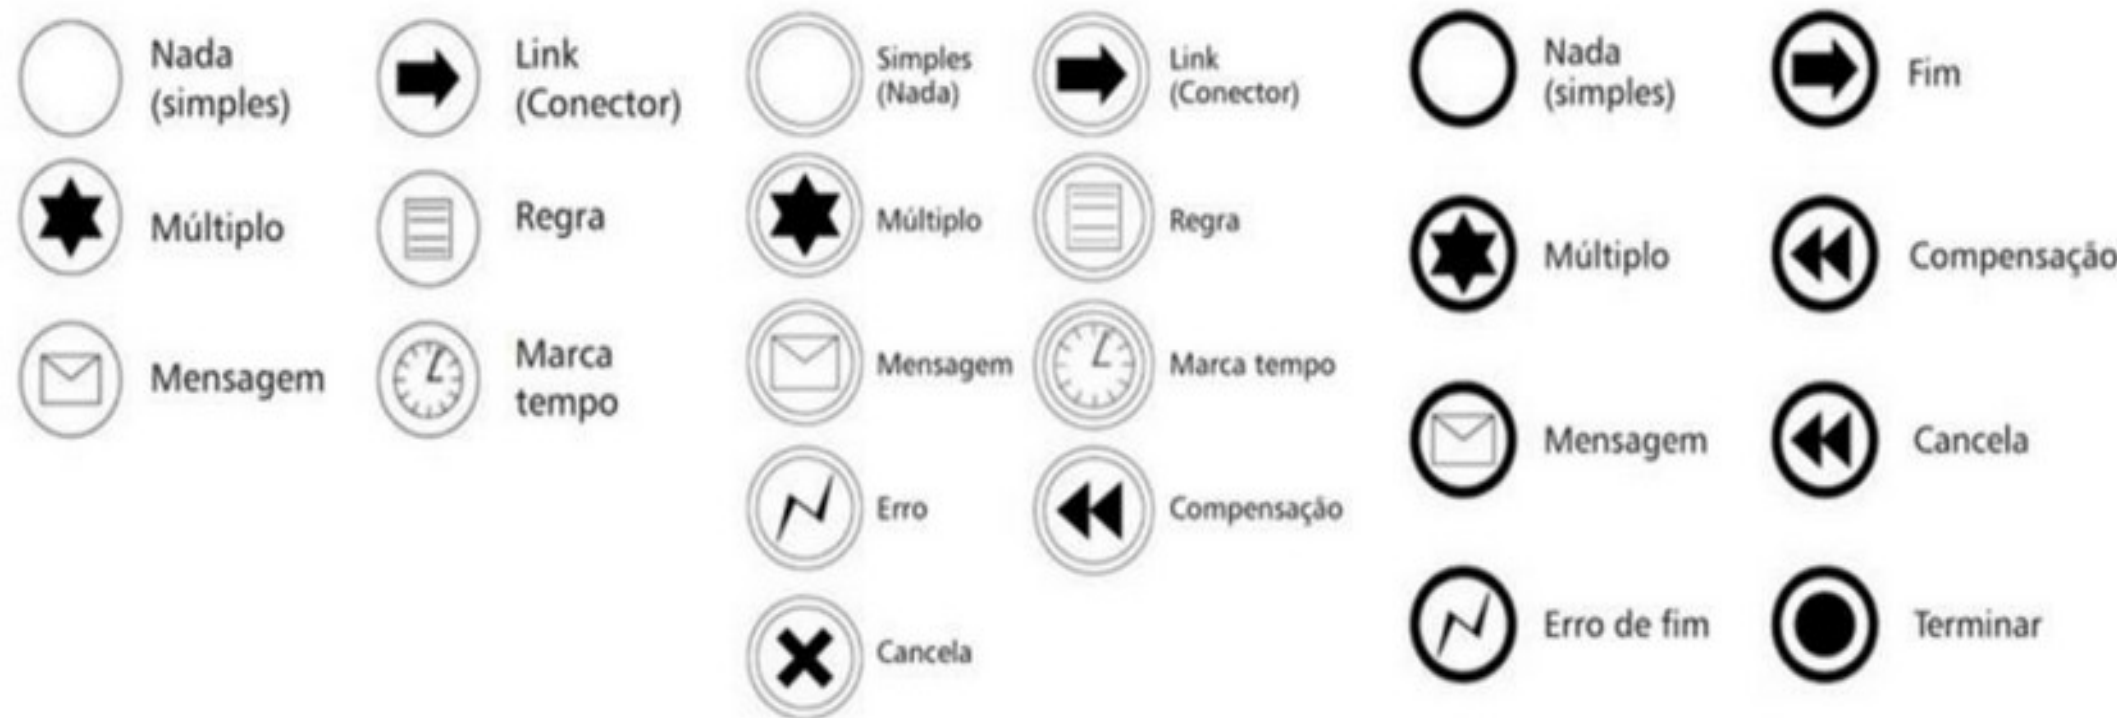 Nada
(simples)
Link
(Conector)
Múltiplo
Regra
Mensagem
Marca
tempo
Simples
(Nada)
Link
(Conector)
Múltiplo
Regra
Mensagem
Marca tempo
Erro
Compensação
Cancela
Nada
(simples)
Fim
Múltiplo
Compensação
Mensagem
Cancela
Erro de fim
Terminar